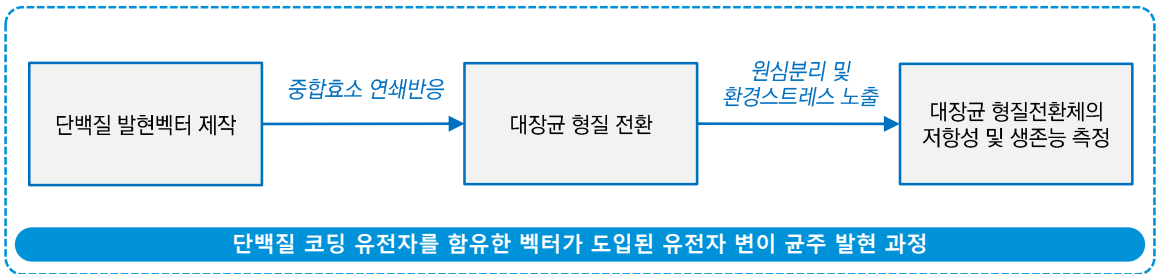 단백질 발현벡터 제작
중합효소 연쇄반응
대장균 형질 전환
원심분리 및
환경스트레스 노출
대장균 형질전환체의
저항성 및 생존능 측정
단백질 코딩 유전자를 함유한 벡터가 도입된 유전자 변이 균주 발현 과정